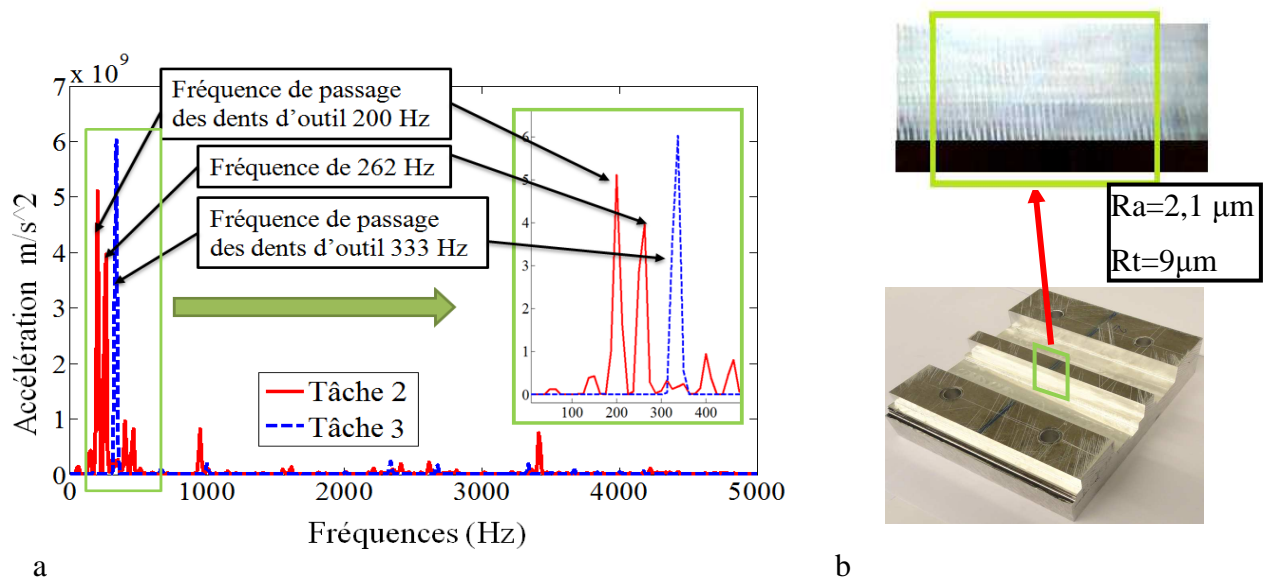 x 10^9
7
6
5
4
3
2
1
0
Accélération m/s^2
Fréquence de passage
des dents d’outil 200 Hz
Fréquence de 262 Hz
Fréquence de passage
des dents d’outil 333 Hz
Tâche 2
Tâche 3
6
5
4
3
2
1
0
100 200 300 400
0 1000 2000 3000 4000 5000
Fréquences (Hz)
a
Ra=2,1 μm
Rt=9μm
b